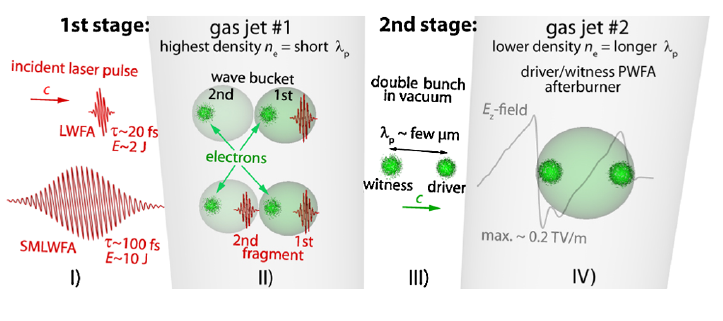 1st stage:
gas jet #1
highest density nₑ = short λₚ
2nd stage:
gas jet #2
lower density nₑ = longer λₚ
incident laser pulse
c
LWFA
τ~20 fs
E~2 J
SMLWFA
τ~100 fs
E~10 J
I)
wave bucket
2nd 1st
electrons
2nd 1st
fragment
II)
double bunch
in vacuum
λₚ ~ few μm
witness driver
c
III)
driver/witness PWFA
afterburner
E_z-field
max. ~ 0.2 TV/m
IV)